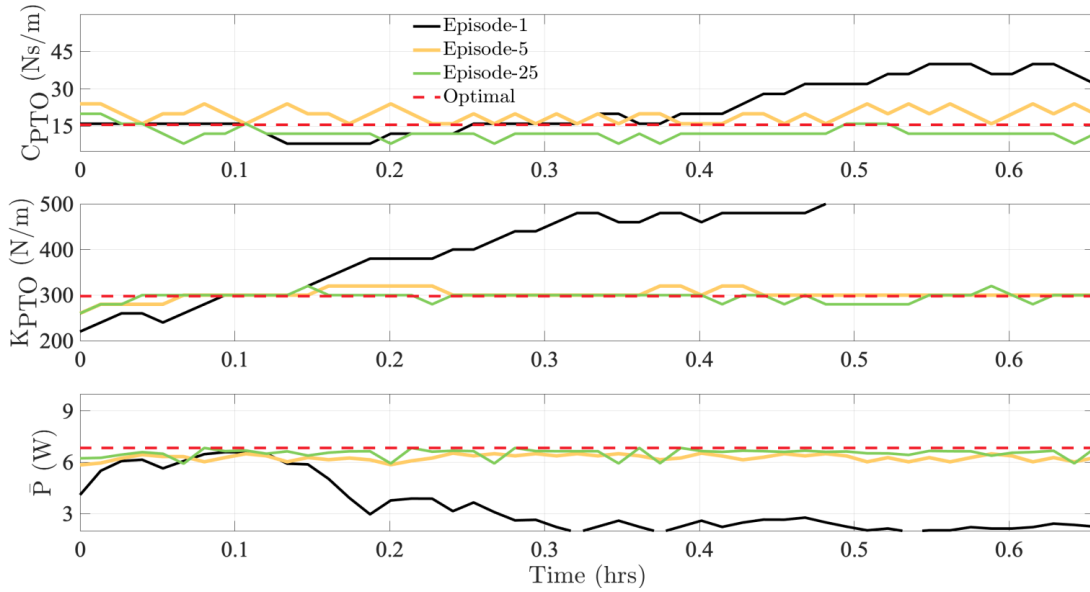 Episode-1
Episode-5
Episode-25
Optimal
C_PTO (Ns/m)
45
30
15
0 0.1 0.2 0.3 0.4 0.5 0.6
K_PTO (N/m)
500
400
300
200
0 0.1 0.2 0.3 0.4 0.5 0.6
P̄ (W)
9
6
3
0 0.1 0.2 0.3 0.4 0.5 0.6
Time (hrs)